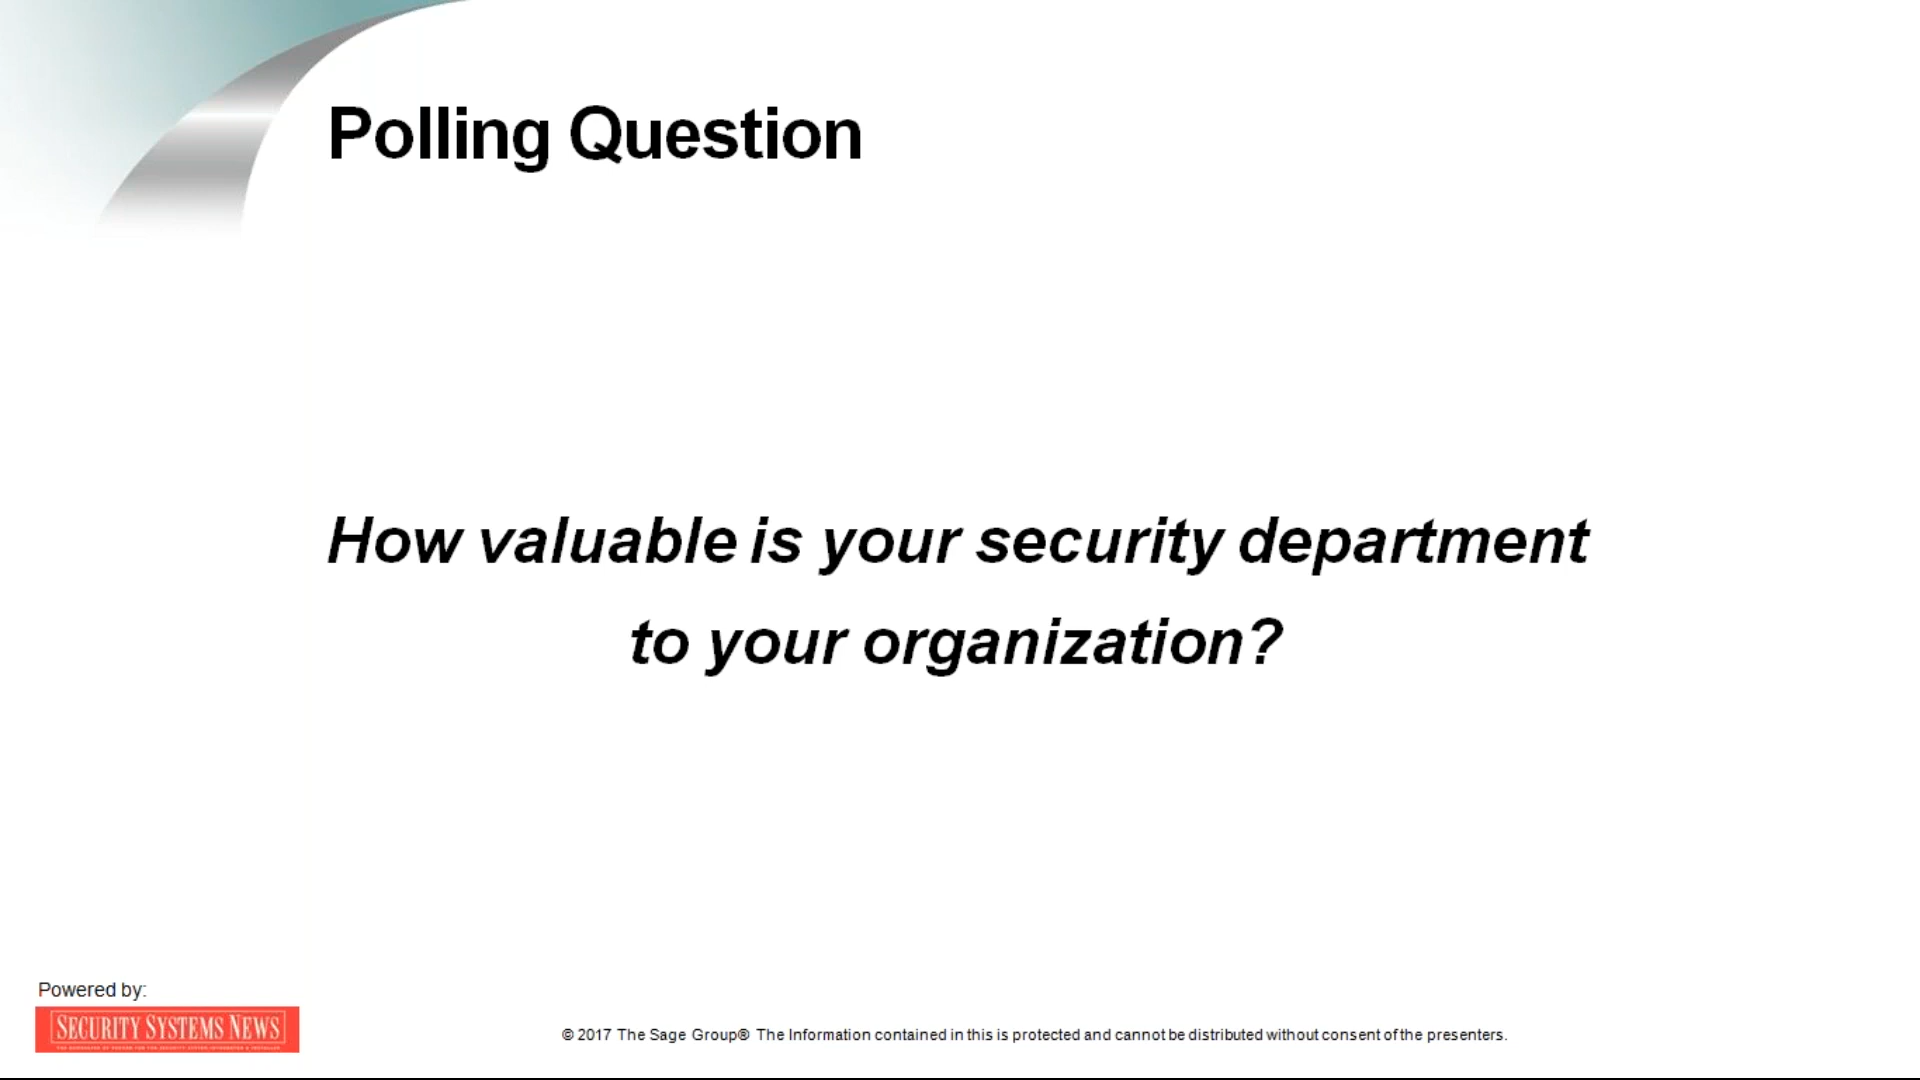 Polling Question
How valuable is your security department
to your organization?
Powered by:
SECURITY SYSTEMS NEWS
© 2017 The Sage Group® The Information contained in this is protected and cannot be distributed without consent of the presenters.